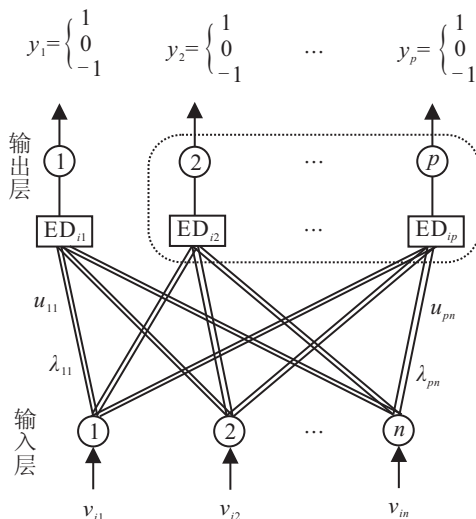 y₁={1 0 −1 y₂={1 0 −1 ... yₚ={1 0 −1
输出层
1 2 ... p
EDᵢ₁ EDᵢ₂ ... EDᵢₚ
u₁₁ uₚₙ
λ₁₁ λₚₙ
输入层
1 2 ... n
vᵢ₁ vᵢ₂ vᵢₙ